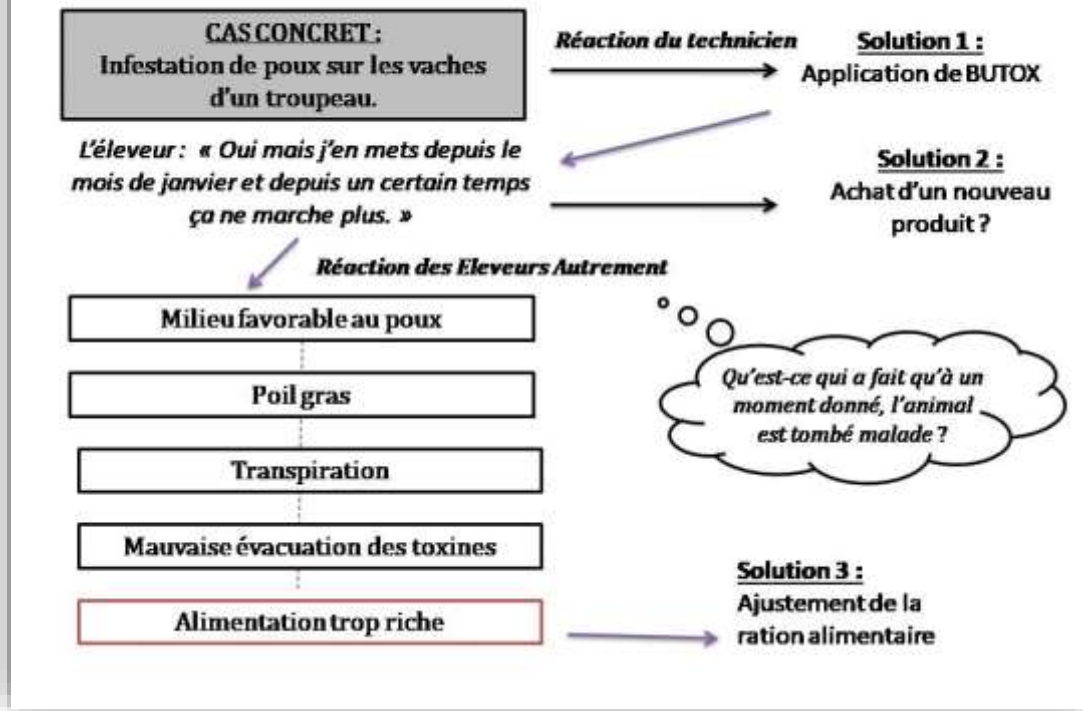 CAS CONCRET :
Infestation de poux sur les vaches
d'un troupeau.
Réaction du technicien
Solution 1 :
Application de BUTOX
L'éleveur : « Oui mais j'en mets depuis le
mois de janvier et depuis un certain temps
ça ne marche plus. »
Solution 2 :
Achat d'un nouveau
produit ?
Réaction des Eleveurs Autrement
Milieu favorable au poux
Poil gras
Transpiration
Mauvaise évacuation des toxines
Alimentation trop riche
Qu'est-ce qui a fait qu'à un
moment donné, l'animal
est tombé malade ?
Solution 3 :
Ajustement de la
ration alimentaire